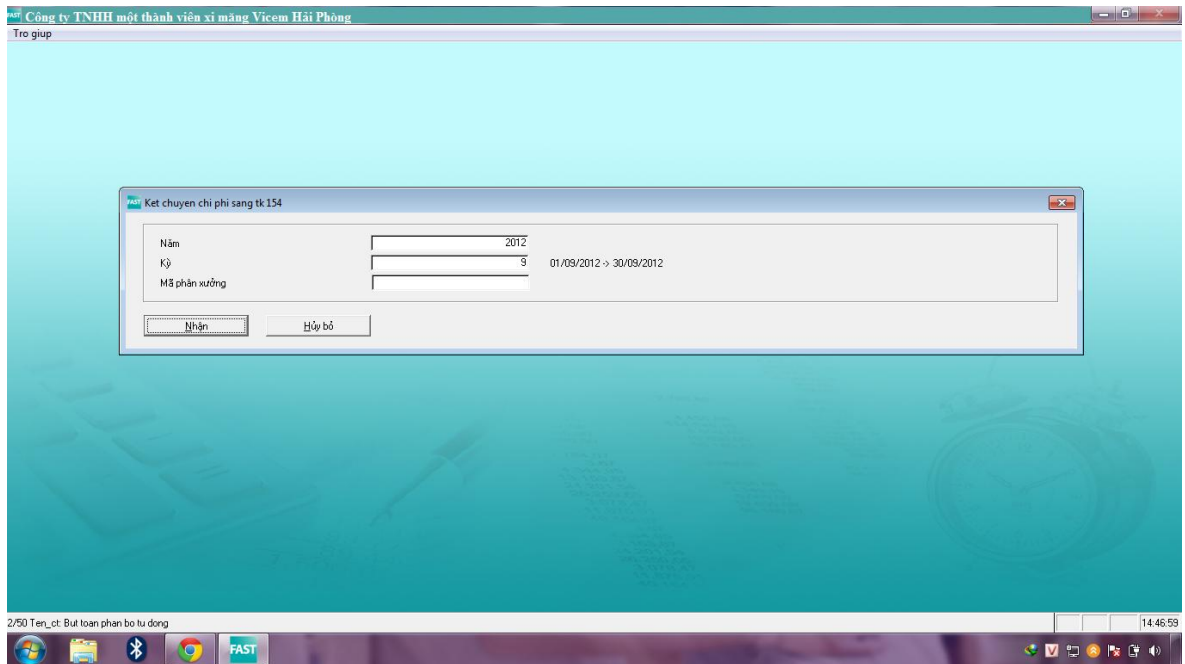 FAST Công ty TNHH một thành viên xi măng Vicem Hải Phòng
Tro giup
FAST Ket chuyen chi phi sang tk 154
Năm 2012
Kỳ 9 01/09/2012 -> 30/09/2012
Mã phân xưởng
Nhận Hủy bỏ
2/50 Ten_ct: But toan phan bo tu dong 14:46:59
FAST V